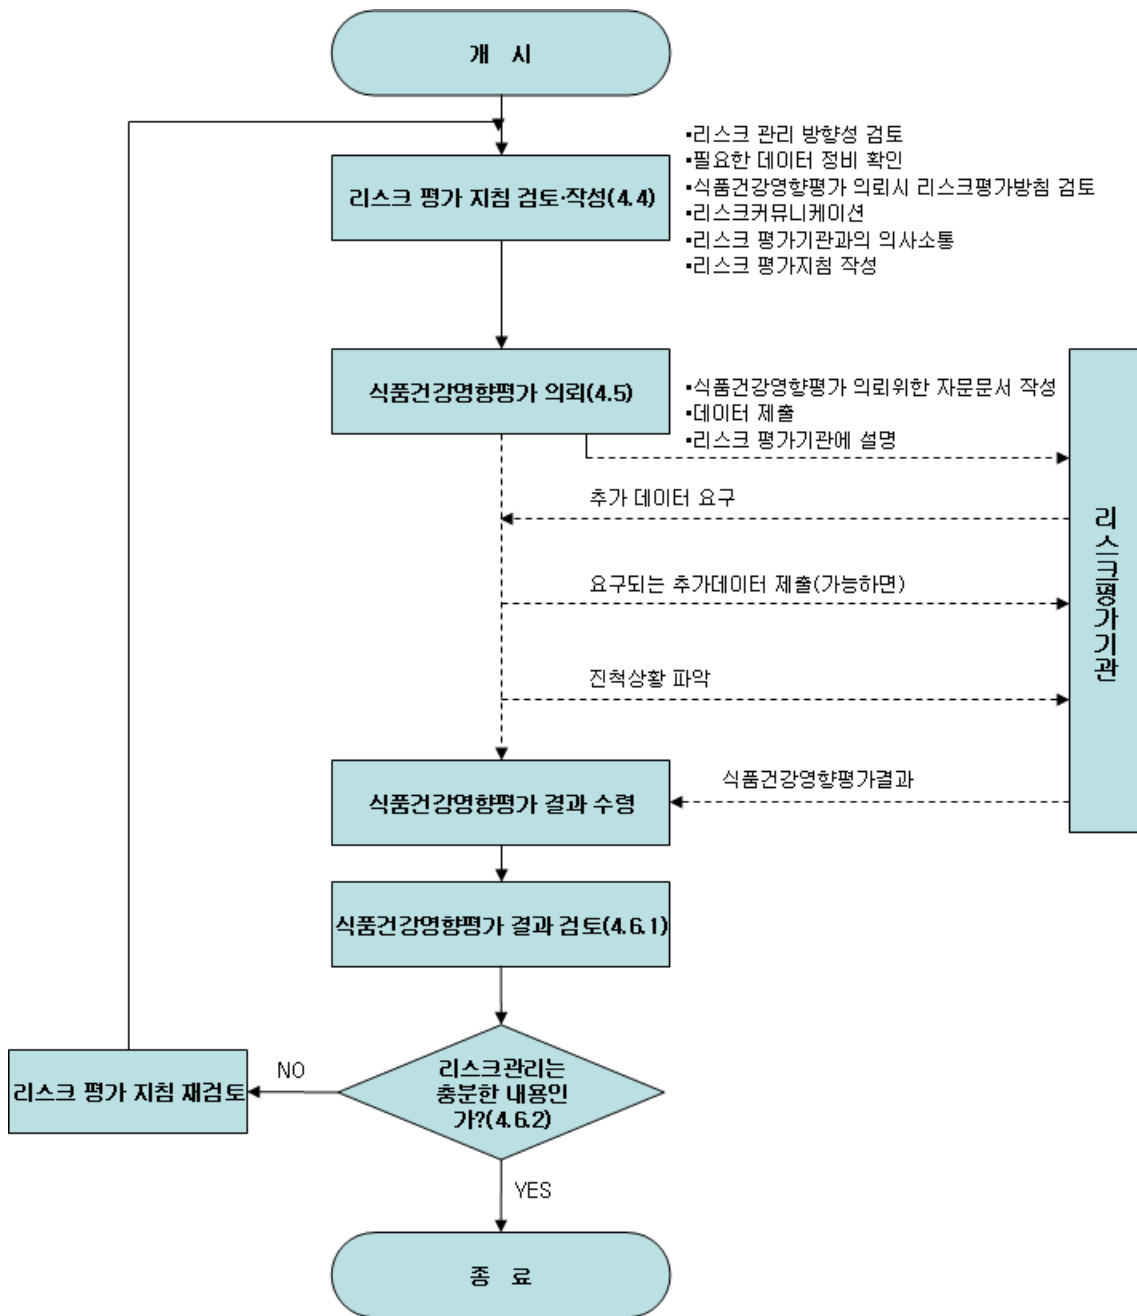 개 시
▪리스크 관리 방향성 검토
▪필요한 데이터 정비 확인
▪식품건강영향평가 의뢰시 리스크평가방침 검토
▪리스크커뮤니케이션
▪리스크 평가기관과의 의사소통
▪리스크 평가지침 작성
리스크 평가 지침 검토·작성(4.4)
식품건강영향평가 의뢰(4.5)
▪식품건강영향평가 의뢰위한 자문문서 작성
▪데이터 제출
▪리스크 평가기관에 설명
추가 데이터 요구
요구되는 추가데이터 제출(가능하면)
진척상황 파악
리스크평가기관
식품건강영향평가결과
식품건강영향평가 결과 수령
식품건강영향평가 결과 검토(4.6.1)
리스크관리는
충분한 내용인
가?(4.6.2)
NO
리스크 평가 지침 재검토
YES
종 료